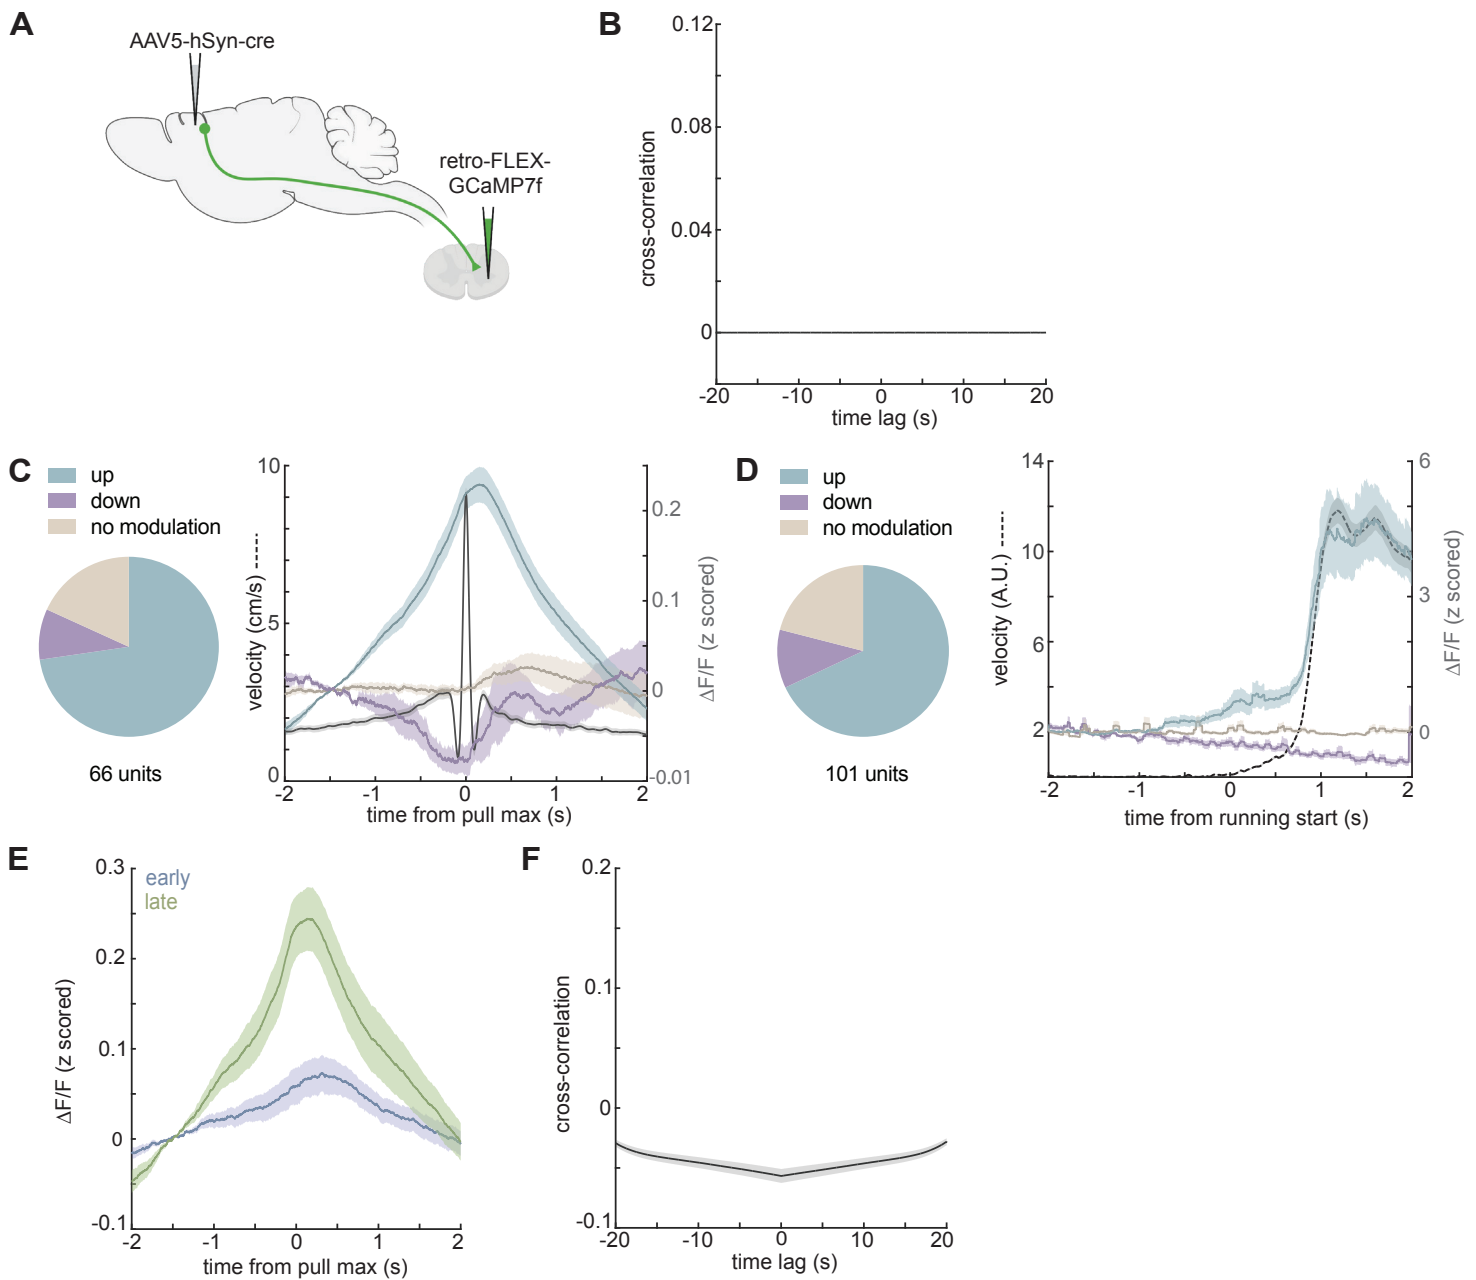 A
AAV5-hSyn-cre
retro-FLEX-
GCaMP7f
B
0.12
0.08
0.04
0
cross-correlation
-20 -10 0 10 20
time lag (s)
C
up
down
no modulation
66 units
10
5
0
velocity (cm/s) -----
0.2
0.1
0
-0.01
ΔF/F (z scored)
-2 -1 0 1 2
time from pull max (s)
D
up
down
no modulation
101 units
14
10
6
2
velocity (A.U.) -----
6
3
0
ΔF/F (z scored)
-2 -1 0 1 2
time from running start (s)
E
early
late
0.3
0.2
0.1
0
-0.1
ΔF/F (z scored)
-2 -1 0 1 2
time from pull max (s)
F
0.2
0.1
0
-0.1
cross-correlation
-20 -10 0 10 20
time lag (s)